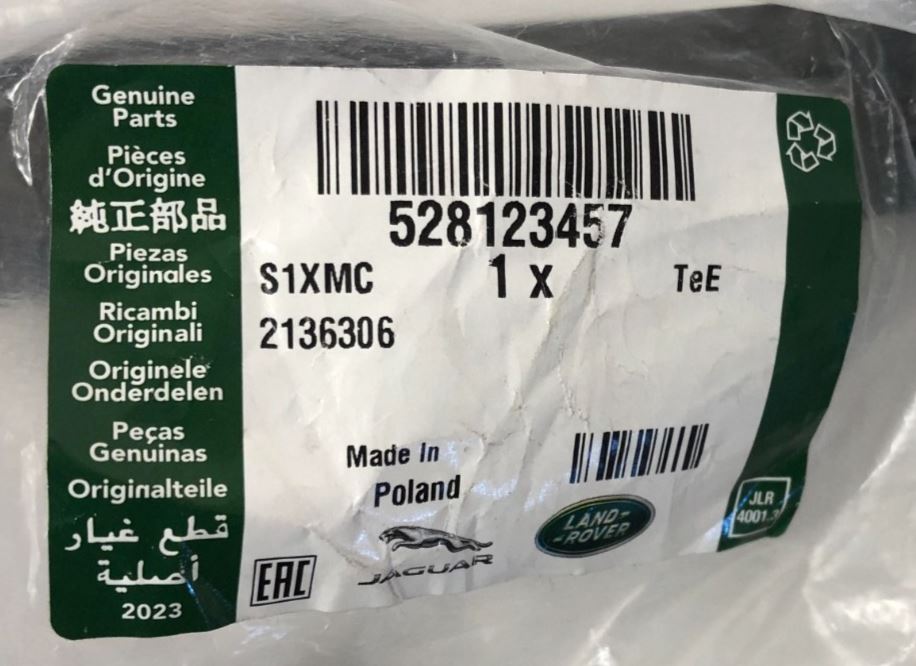 Genuine
Parts
Pièces
d'Origine
純正部品
Piezas
Originales
Ricambi
Originali
Originele
Onderdelen
Peças
Genuinas
Originalteile
قطع غيار
أصلية
2023
528123457
S1XMC
1 x
TeE
2136306
Made In
Poland
EAC
JAGUAR
LAND-
-ROVER
JLR
4001.3